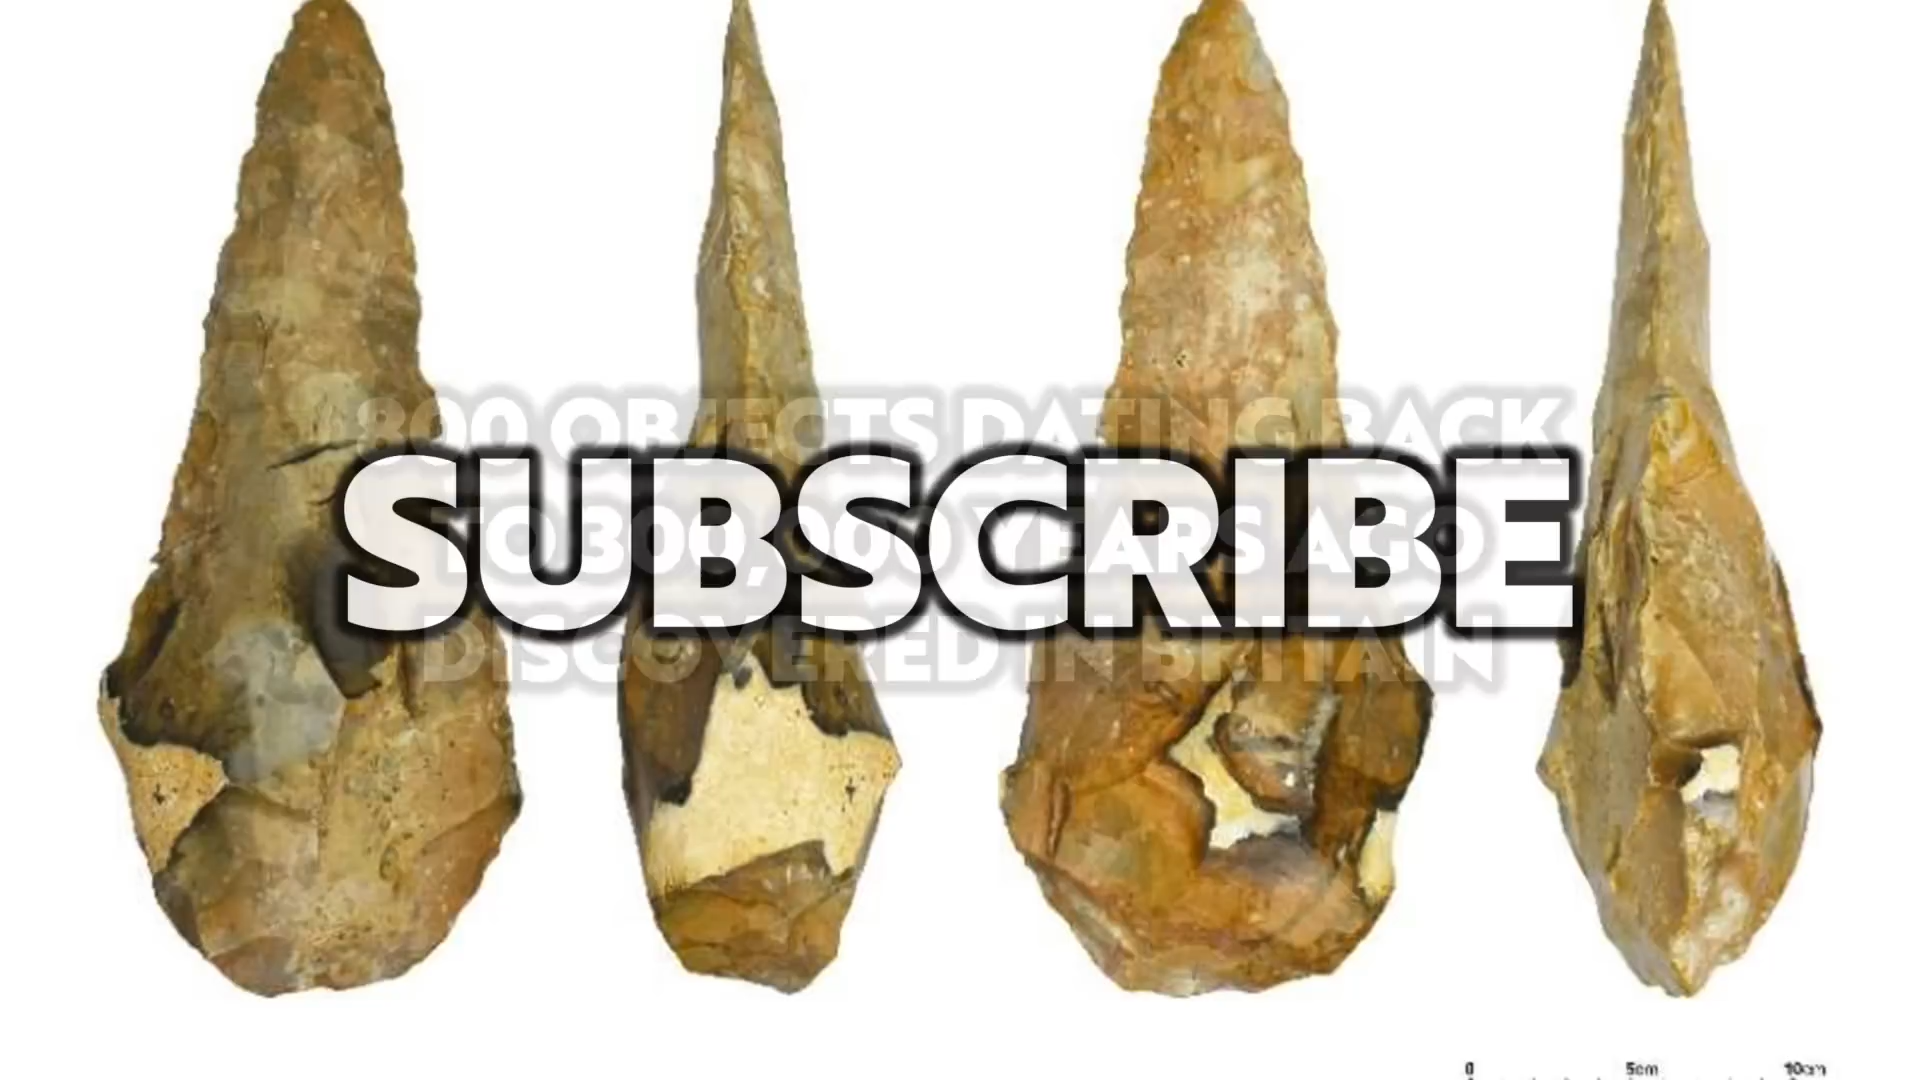 800 OBJECTS DATING BACK
SUBSCRIBE
TO 300,000 YEARS AGO
DISCOVERED IN BRITAIN
0 5cm 10cm